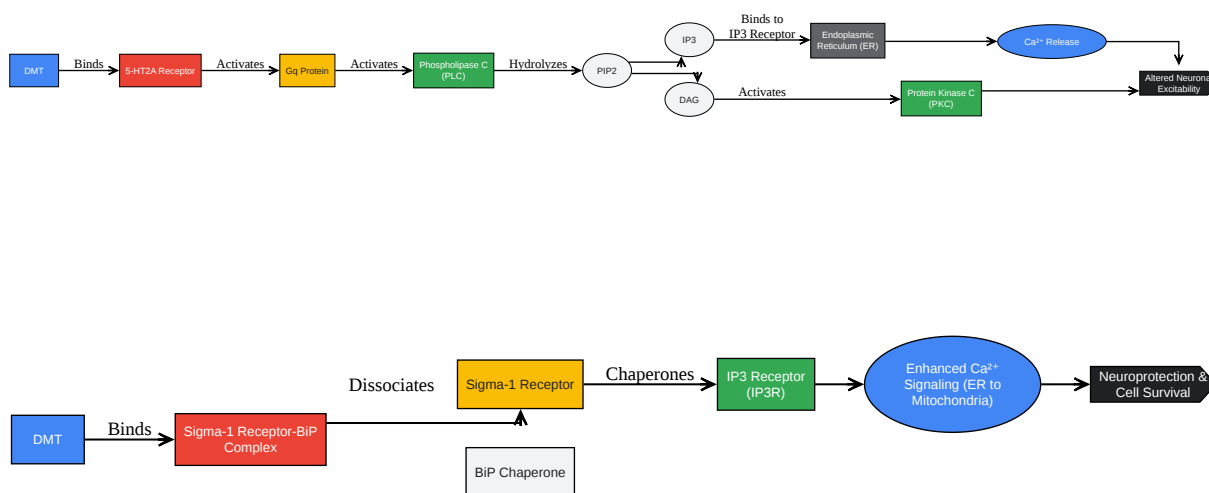 DMT
Binds
5-HT2A Receptor
Activates
Gq Protein
Activates
Phospholipase C
(PLC)
Hydrolyzes
PIP2
IP3
DAG
Binds to
IP3 Receptor
Endoplasmic
Reticulum (ER)
Ca²⁺ Release
Activates
Protein Kinase C
(PKC)
Altered Neurona
Excitability
DMT
Binds
Sigma-1 Receptor-BiP
Complex
Dissociates
Sigma-1 Receptor
BiP Chaperone
Chaperones
IP3 Receptor
(IP3R)
Enhanced Ca²⁺
Signaling (ER to
Mitochondria)
Neuroprotection &
Cell Survival